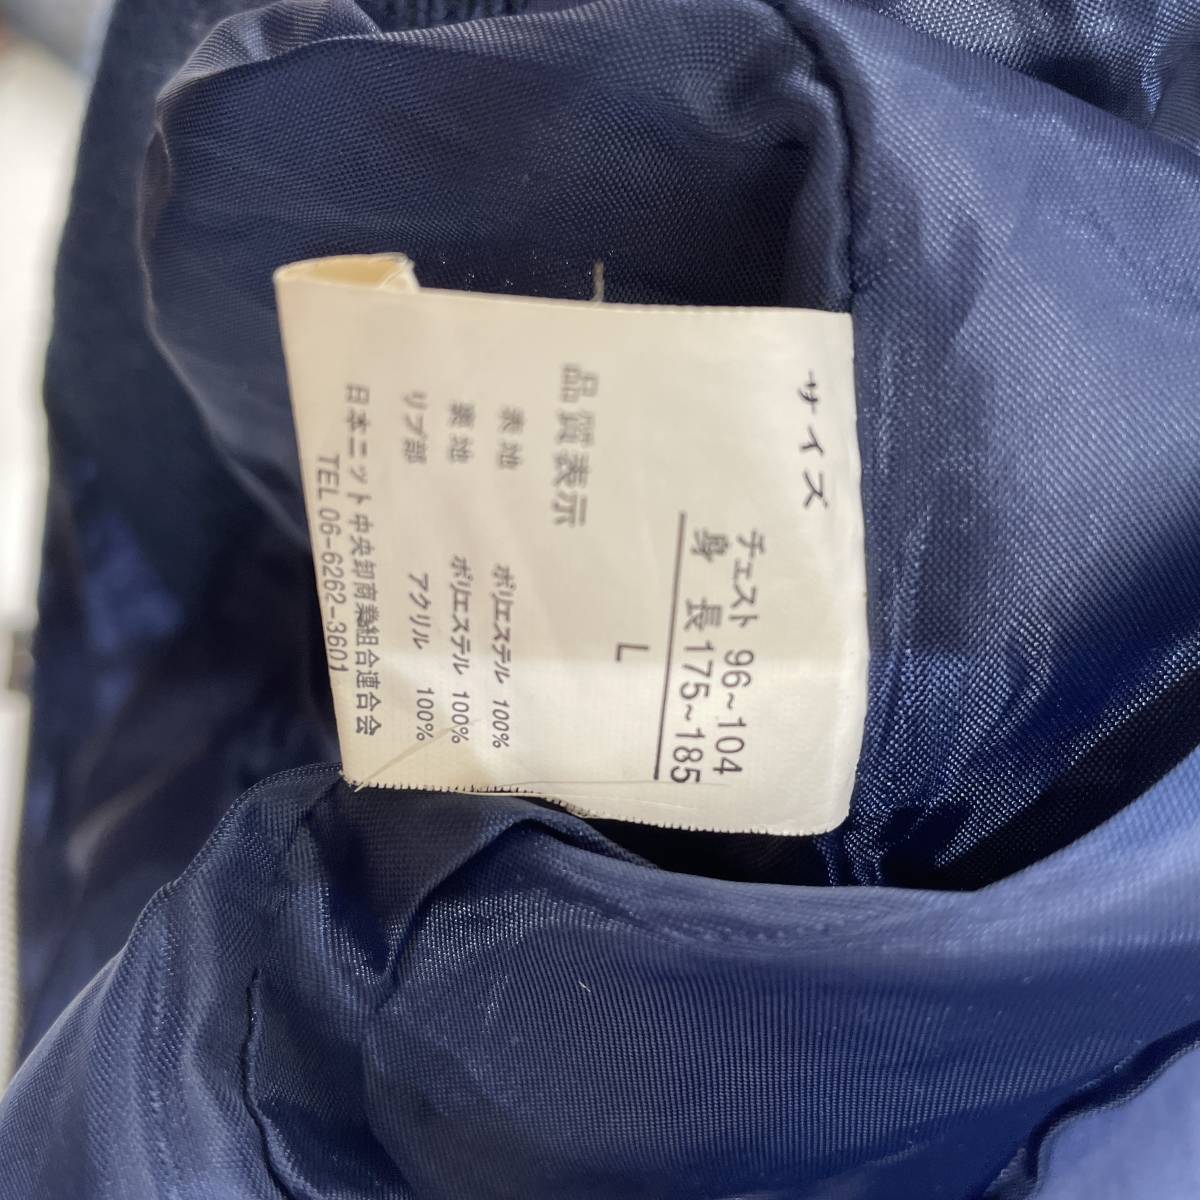 サイズ
チェスト 96~104
身 長 175~185
L
品質表示
表地 ポリエステル 100%
裏地 ポリエステル 100%
リブ部 アクリル 100%
日本ニット中央卸商業組合連合会
TEL 06-6262-3601